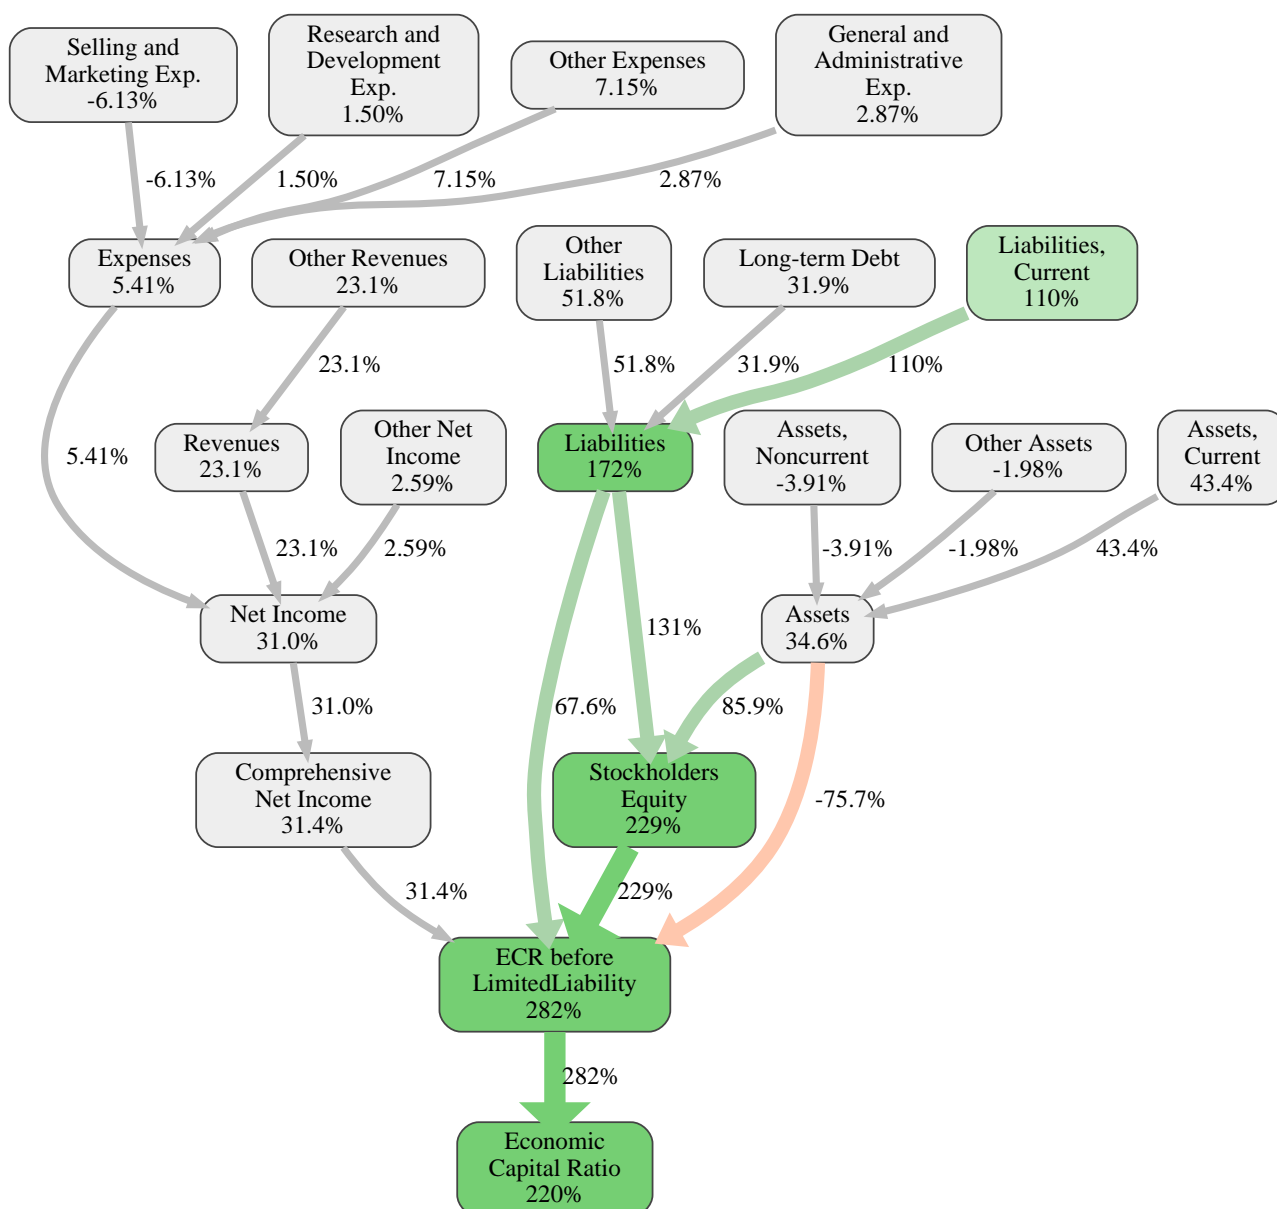 Selling and
Marketing Exp.
-6.13%
Research and
Development
Exp.
1.50%
Other Expenses
7.15%
General and
Administrative
Exp.
2.87%
-6.13%
1.50%
7.15%
2.87%
Expenses
5.41%
Other Revenues
23.1%
Other
Liabilities
51.8%
Long-term Debt
31.9%
Liabilities,
Current
110%
23.1%
51.8%
31.9%
110%
5.41%
Revenues
23.1%
Other Net
Income
2.59%
Liabilities
172%
Assets,
Noncurrent
-3.91%
Other Assets
-1.98%
Assets,
Current
43.4%
23.1%
2.59%
-3.91%
-1.98%
43.4%
Net Income
31.0%
131%
Assets
34.6%
31.0%
67.6%
85.9%
Comprehensive
Net Income
31.4%
Stockholders
Equity
229%
-75.7%
31.4%
229%
ECR before
LimitedLiability
282%
282%
Economic
Capital Ratio
220%